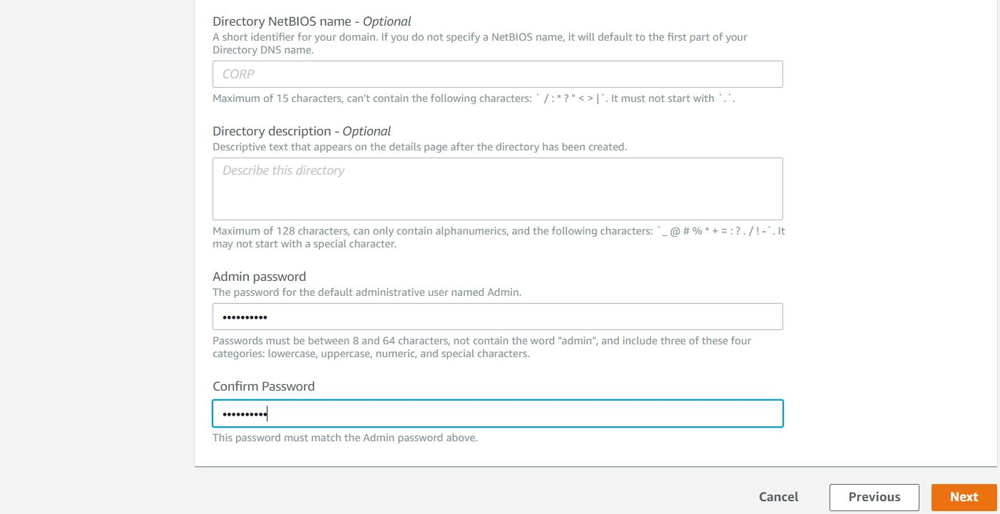 Directory NetBIOS name - Optional
A short identifier for your domain. If you do not specify a NetBIOS name, it will default to the first part of your
Directory DNS name.
CORP
Maximum of 15 characters, can't contain the following characters: ` / : * ? " < > |`. It must not start with `.`.
Directory description - Optional
Descriptive text that appears on the details page after the directory has been created.
Describe this directory
Maximum of 128 characters, can only contain alphanumerics, and the following characters: `_ @ # % * + = : ? . / ! -`. It
may not start with a special character.
Admin password
The password for the default administrative user named Admin.
••••••••••
Passwords must be between 8 and 64 characters, not contain the word "admin", and include three of these four
categories: lowercase, uppercase, numeric, and special characters.
Confirm Password
••••••••••
This password must match the Admin password above.
Cancel Previous Next